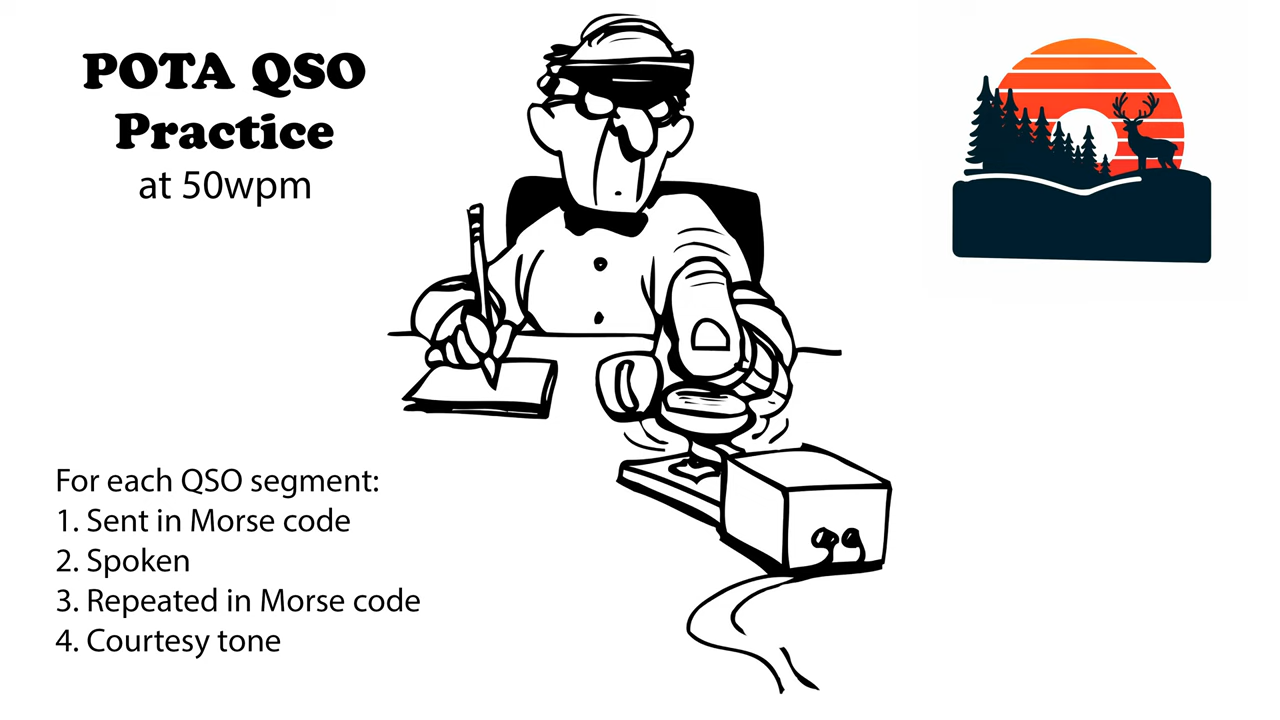 POTA QSO
Practice
at 50wpm
For each QSO segment:
1. Sent in Morse code
2. Spoken
3. Repeated in Morse code
4. Courtesy tone